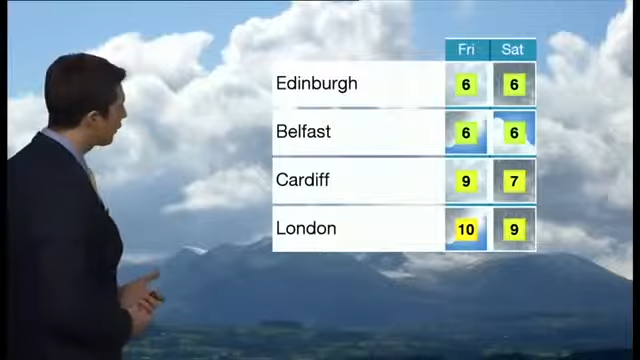 Fri Sat
Edinburgh 6 6
Belfast 6 6
Cardiff 9 7
London 10 9